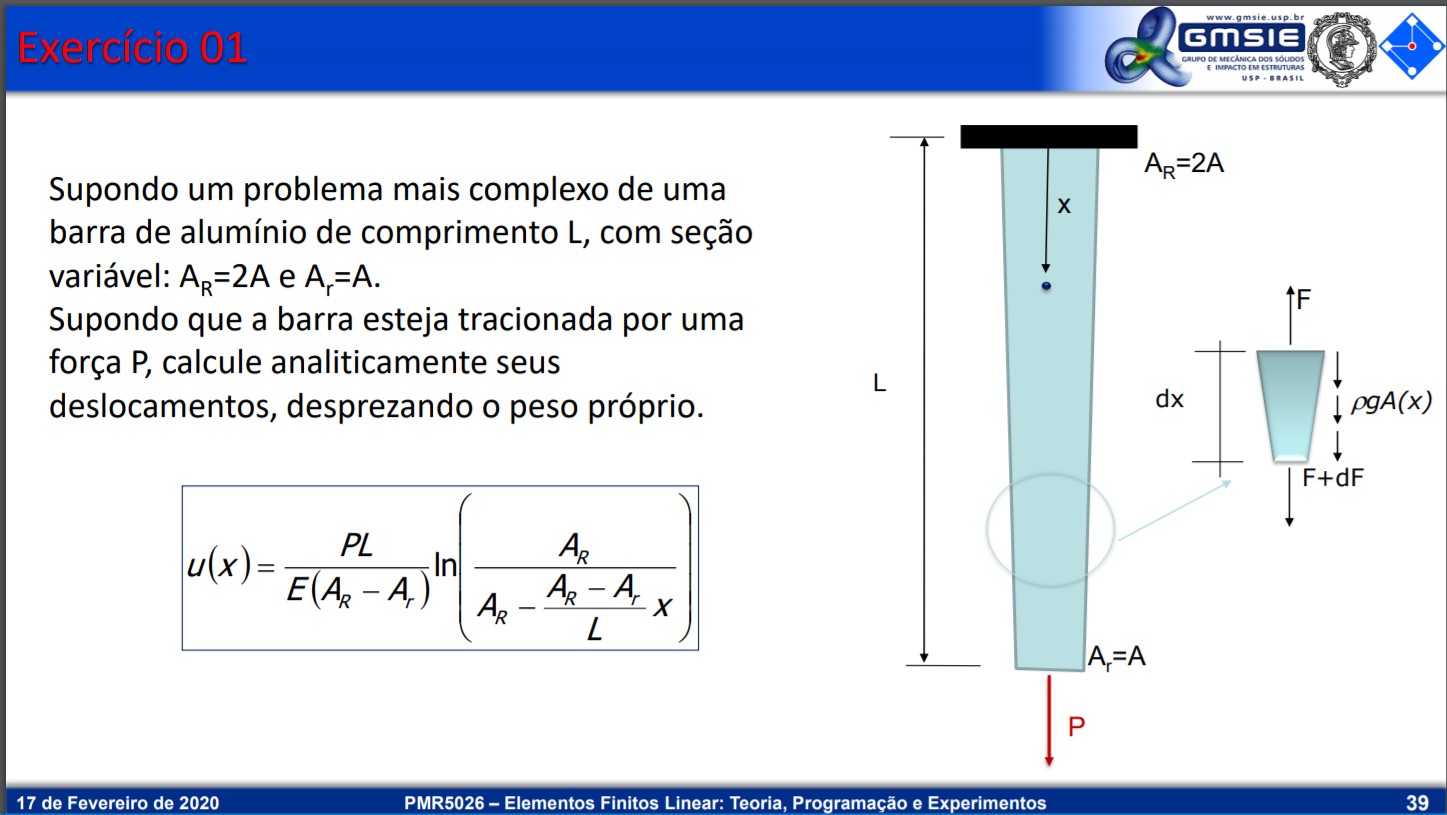 Exercício 01
www.gmsie.usp.br
GMSIE
GRUPO DE MECÂNICA DOS SÓLIDOS
E IMPACTO EM ESTRUTURAS
USP - BRASIL
Supondo um problema mais complexo de uma
barra de alumínio de comprimento L, com seção
variável: A_R=2A e A_r=A.
Supondo que a barra esteja tracionada por uma
força P, calcule analiticamente seus
deslocamentos, desprezando o peso próprio.
u(x) = \frac{PL}{E(A_R - A_r)} \ln\left(\frac{A_R}{A_R - \frac{A_R - A_r}{L} x}\right)
A_R=2A
x
L
F
dx
ρgA(x)
F+dF
A_r=A
P
17 de Fevereiro de 2020
PMR5026 – Elementos Finitos Linear: Teoria, Programação e Experimentos
39